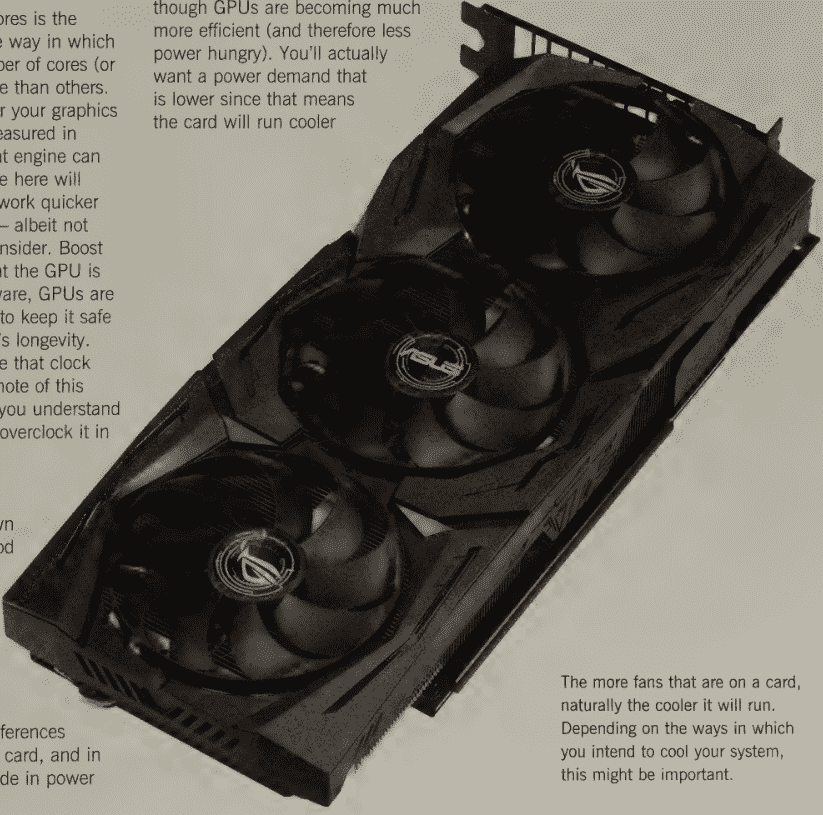 ores is the
e way in which
ber of cores (or
e than others.
r your graphics
easured in
nt engine can
e here will
work quicker
– albeit not
nsider. Boost
at the GPU is
vare, GPUs are
to keep it safe
's longevity.
e that clock
note of this
you understand
overclock it in
wn
od
ferences
card, and in
de in power
though GPUs are becoming much
more efficient (and therefore less
power hungry). You'll actually
want a power demand that
is lower since that means
the card will run cooler
ASUS
The more fans that are on a card,
naturally the cooler it will run.
Depending on the ways in which
you intend to cool your system,
this might be important.